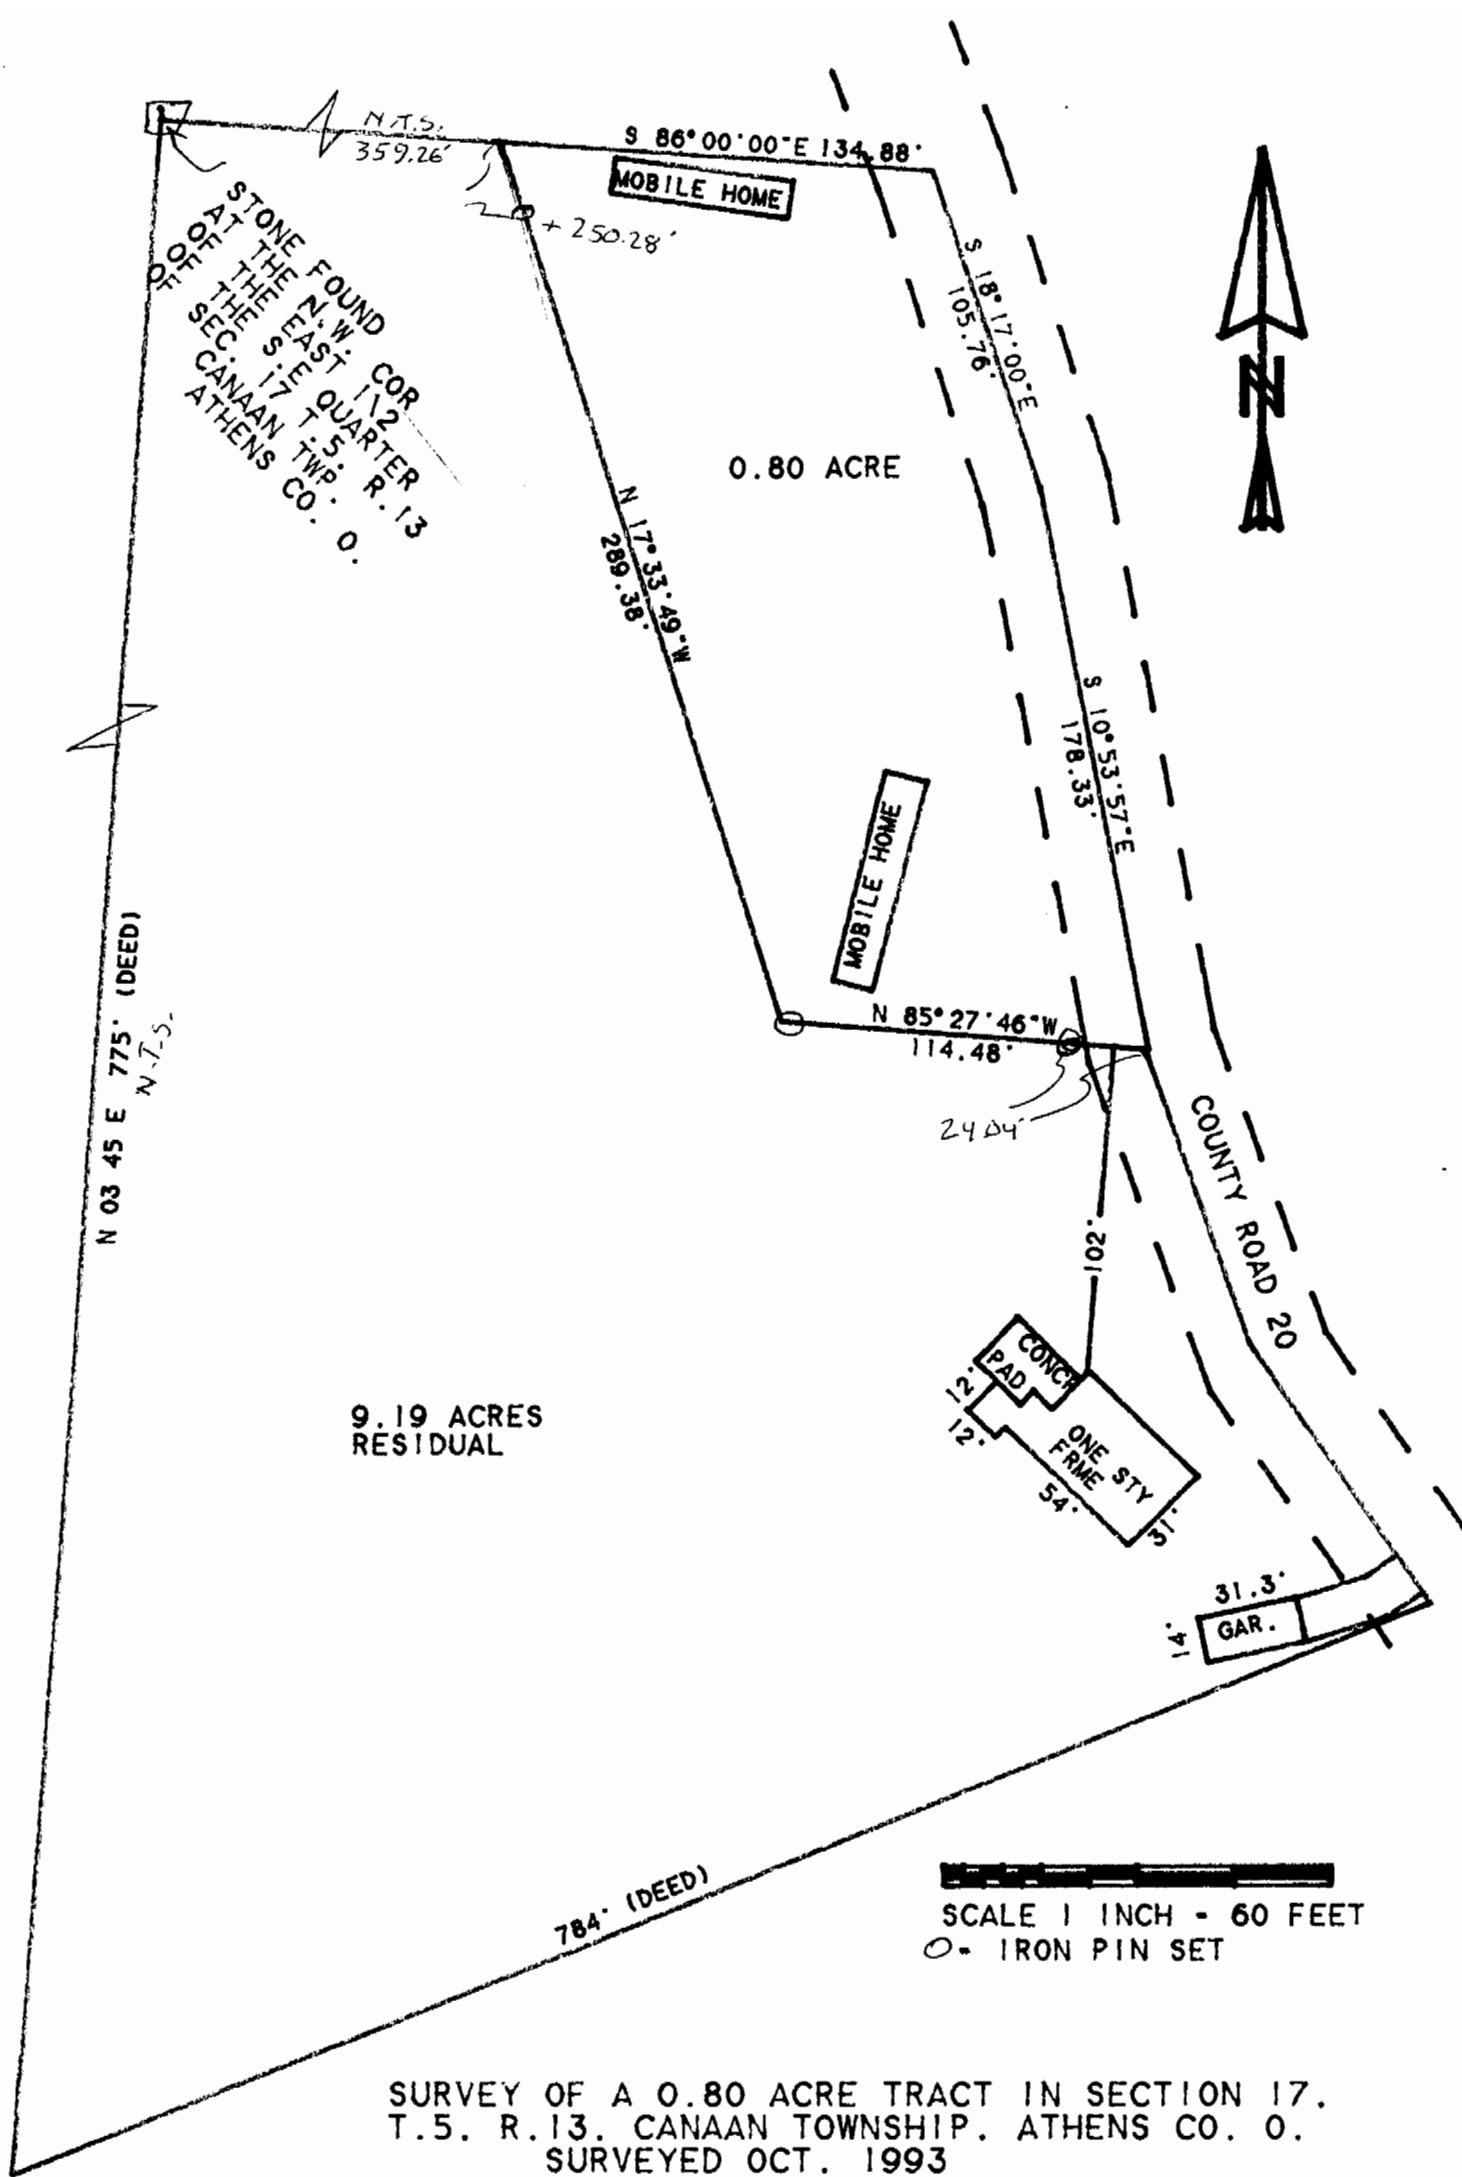 N.T.S.
359.26'
S 86°00'00"E 134.88'
MOBILE HOME
+ 250.28'
STONE FOUND
AT THE N.W. COR
OF THE EAST 1\2
OF THE S.E QUARTER
OF SEC. 17 T.5. R.13
CANAAN TWP.
ATHENS CO. O.
S 18°17'00"E
105.76'
N
0.80 ACRE
N 17°33'49"W
289.38'
S 10°53'57"E
178.33'
MOBILE HOME
N 03 45 E 775' (DEED)
N.T.S.
N 85°27'46"W
114.48'
COUNTY ROAD 20
102'
CONCR
PAD
12'
12'
ONE STY
FRME
54'
31'
9.19 ACRES
RESIDUAL
31.3'
14'
GAR.
784' (DEED)
SCALE 1 INCH - 60 FEET
O- IRON PIN SET
SURVEY OF A 0.80 ACRE TRACT IN SECTION 17.
T.5. R.13. CANAAN TOWNSHIP. ATHENS CO. O.
SURVEYED OCT. 1993